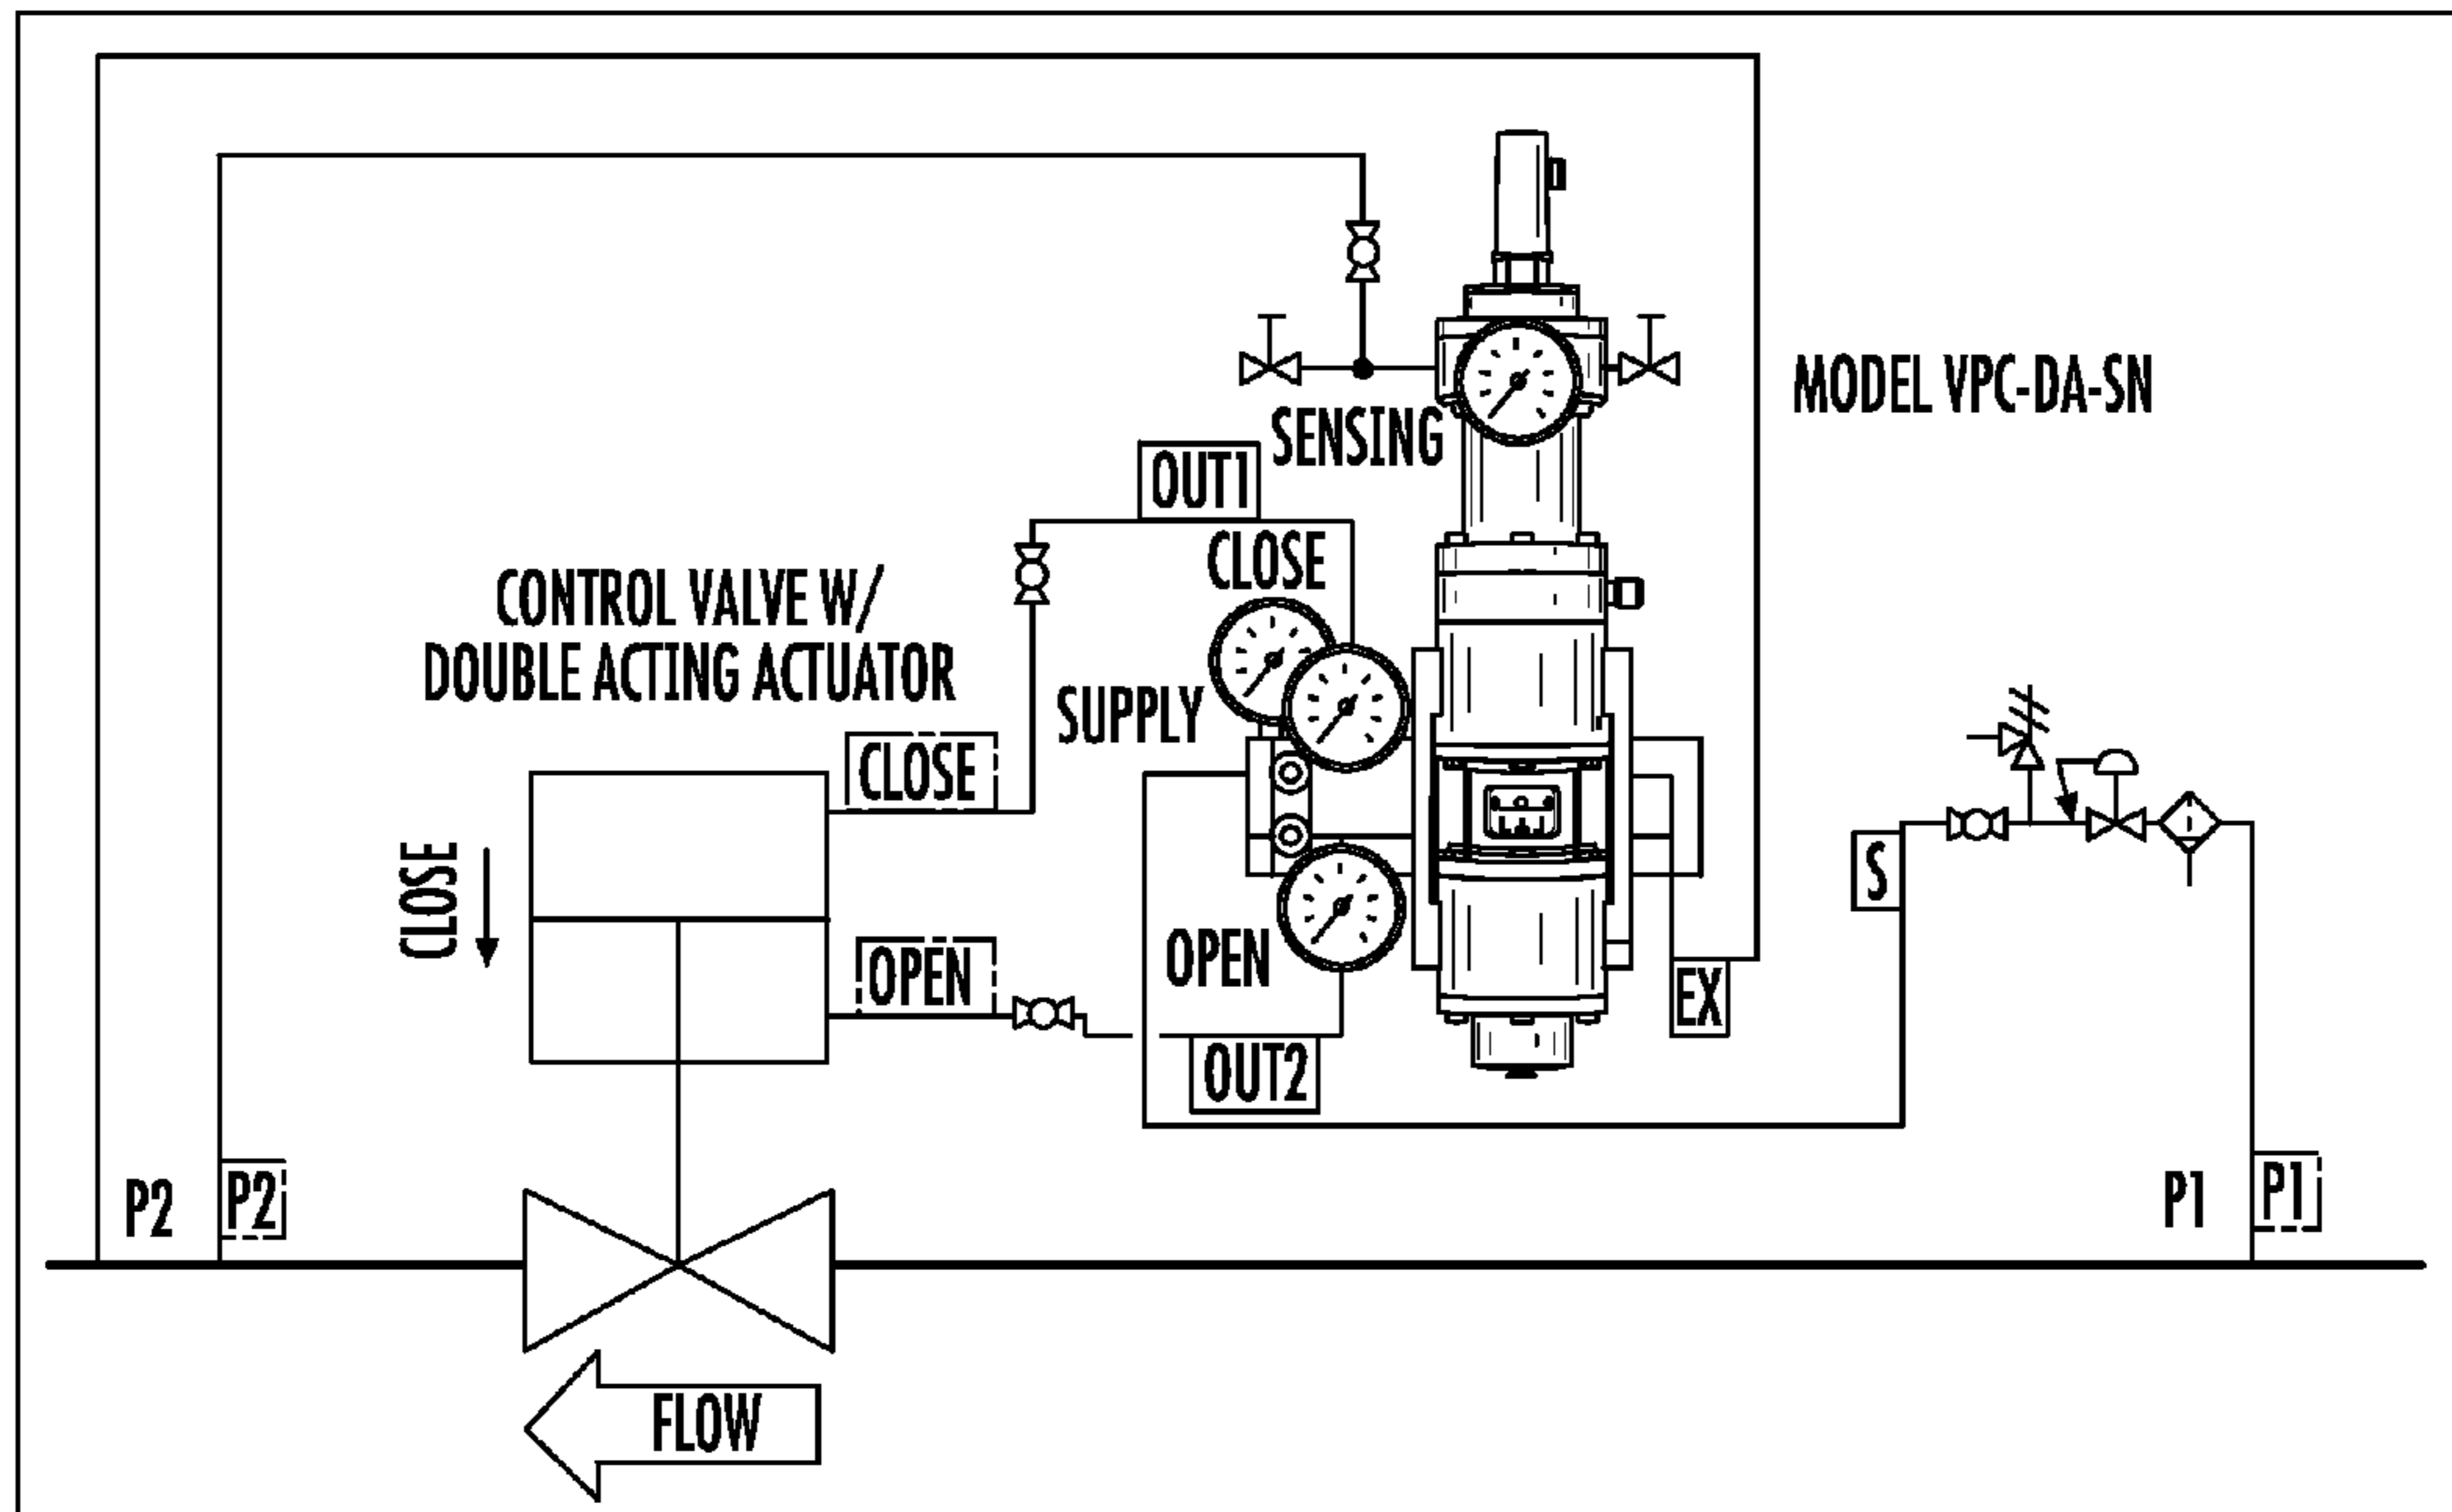 MODEL VPC-DA-SN
SENSING
OUT1
CLOSE
CONTROL VALVE W/
DOUBLE ACTING ACTUATOR
SUPPLY
CLOSE
CLOSE
S
OPEN
OPEN
EX
OUT2
P2
P2
P1
P1
FLOW